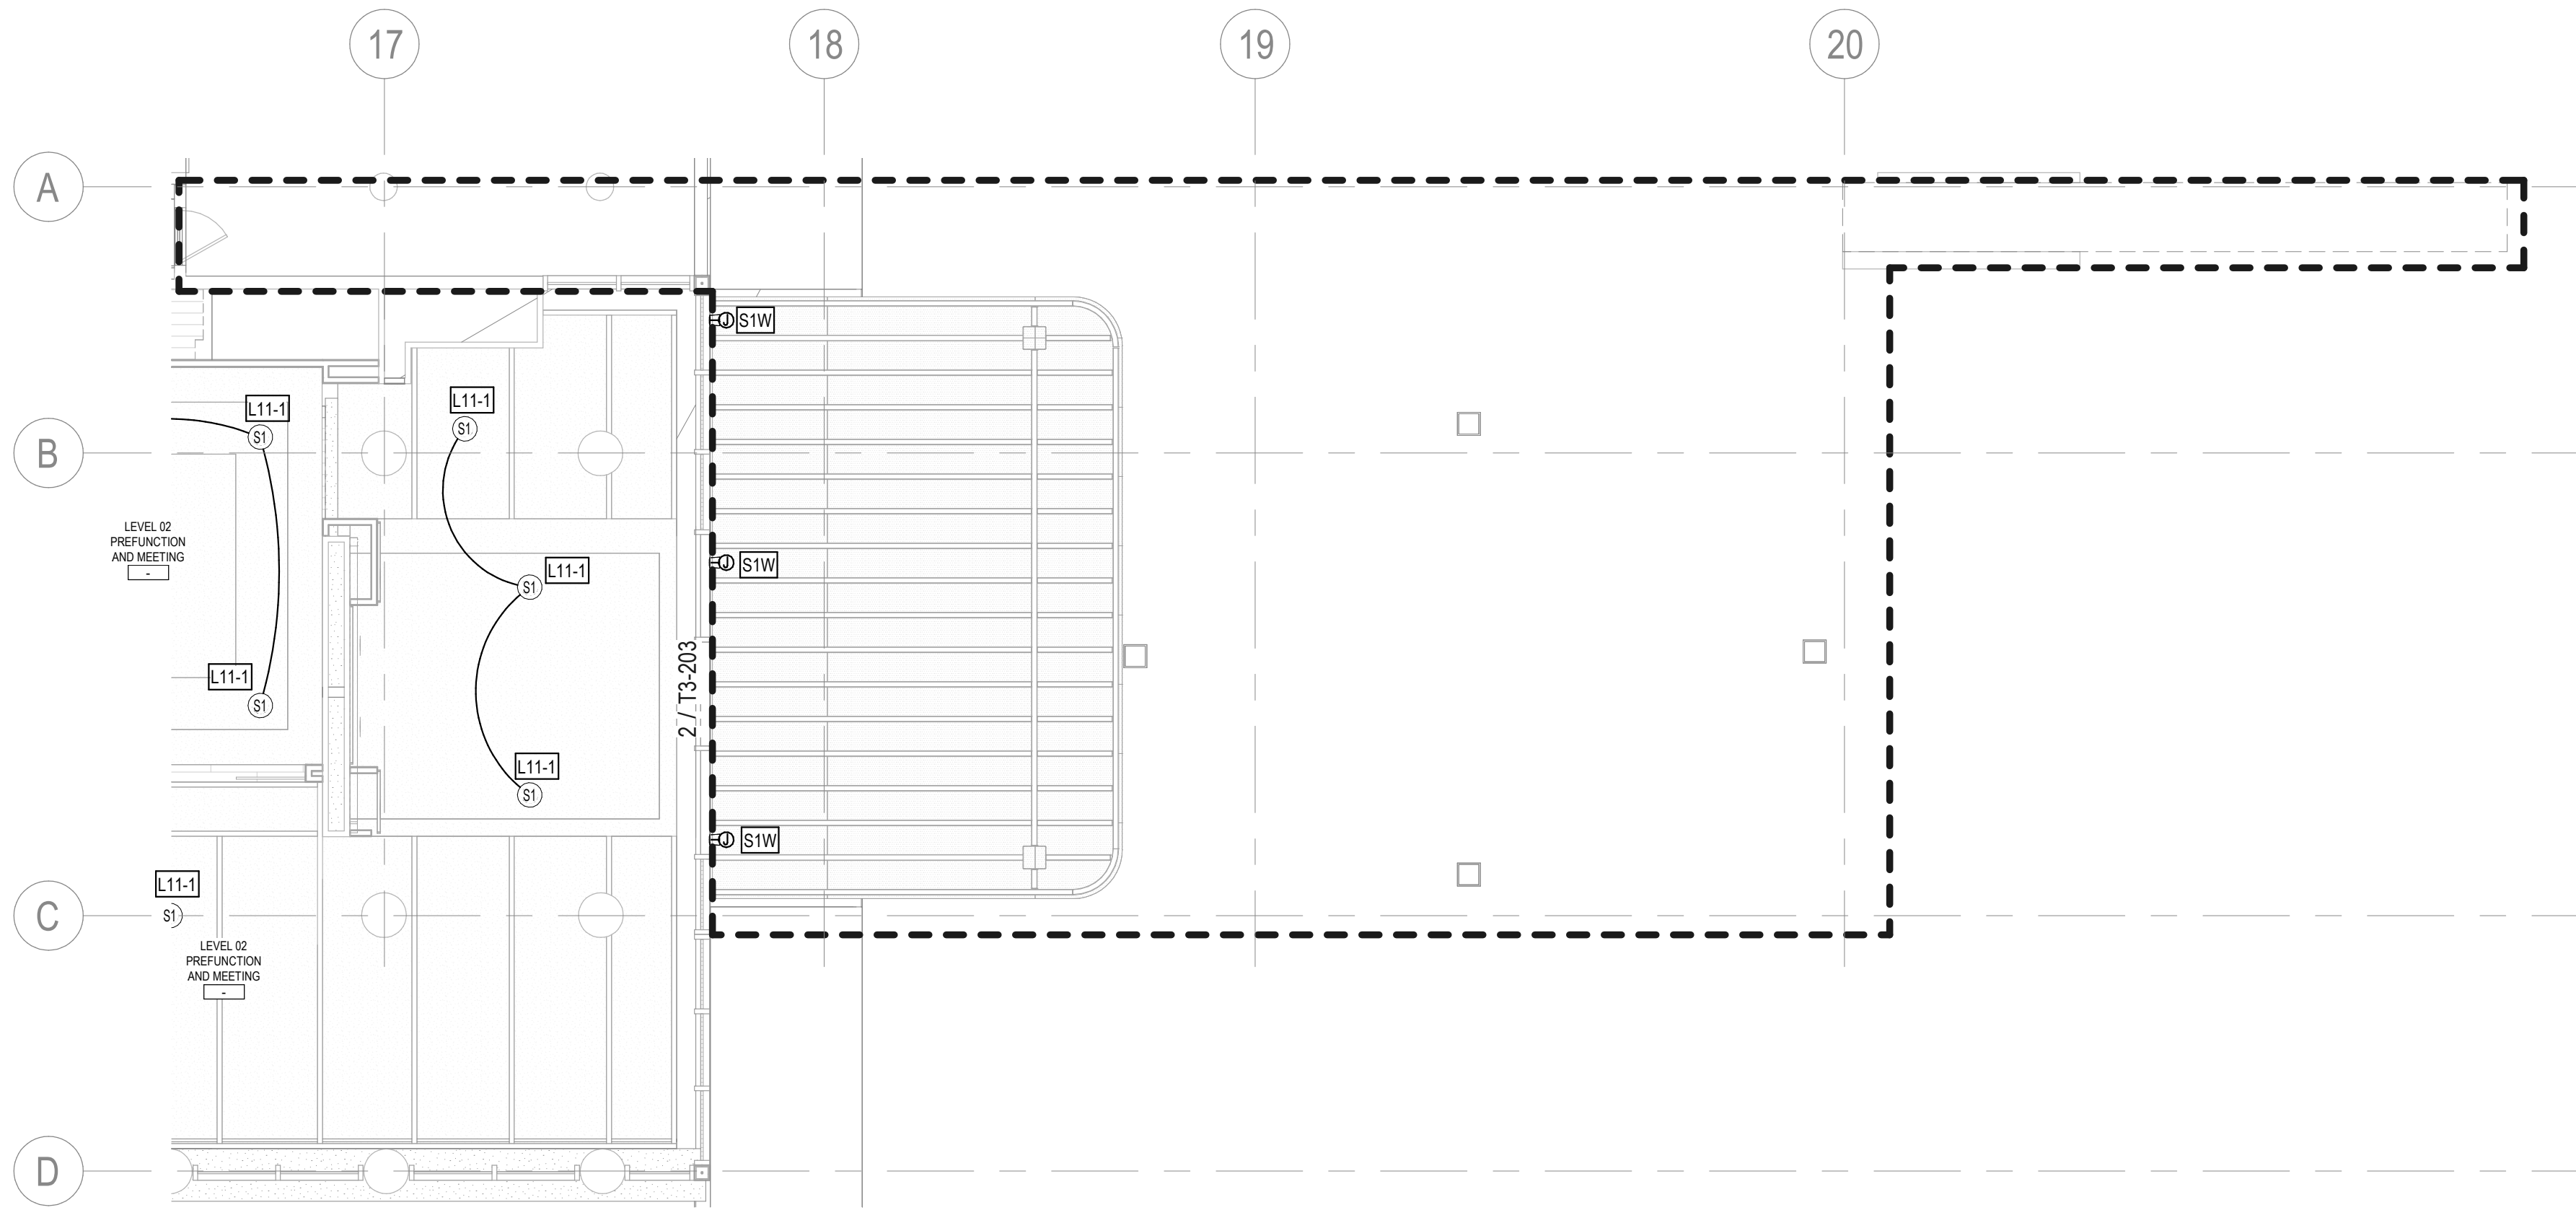 17
18
19
20
A
B
C
D
S1W
L11-1
S1
L11-1
S1
LEVEL 02
PREFUNCTION
AND MEETING
-
S1W
L11-1
S1
2 / T3-203
L11-1
S1
L11-1
S1
S1W
L11-1
S1
LEVEL 02
PREFUNCTION
AND MEETING
-
J
J
J